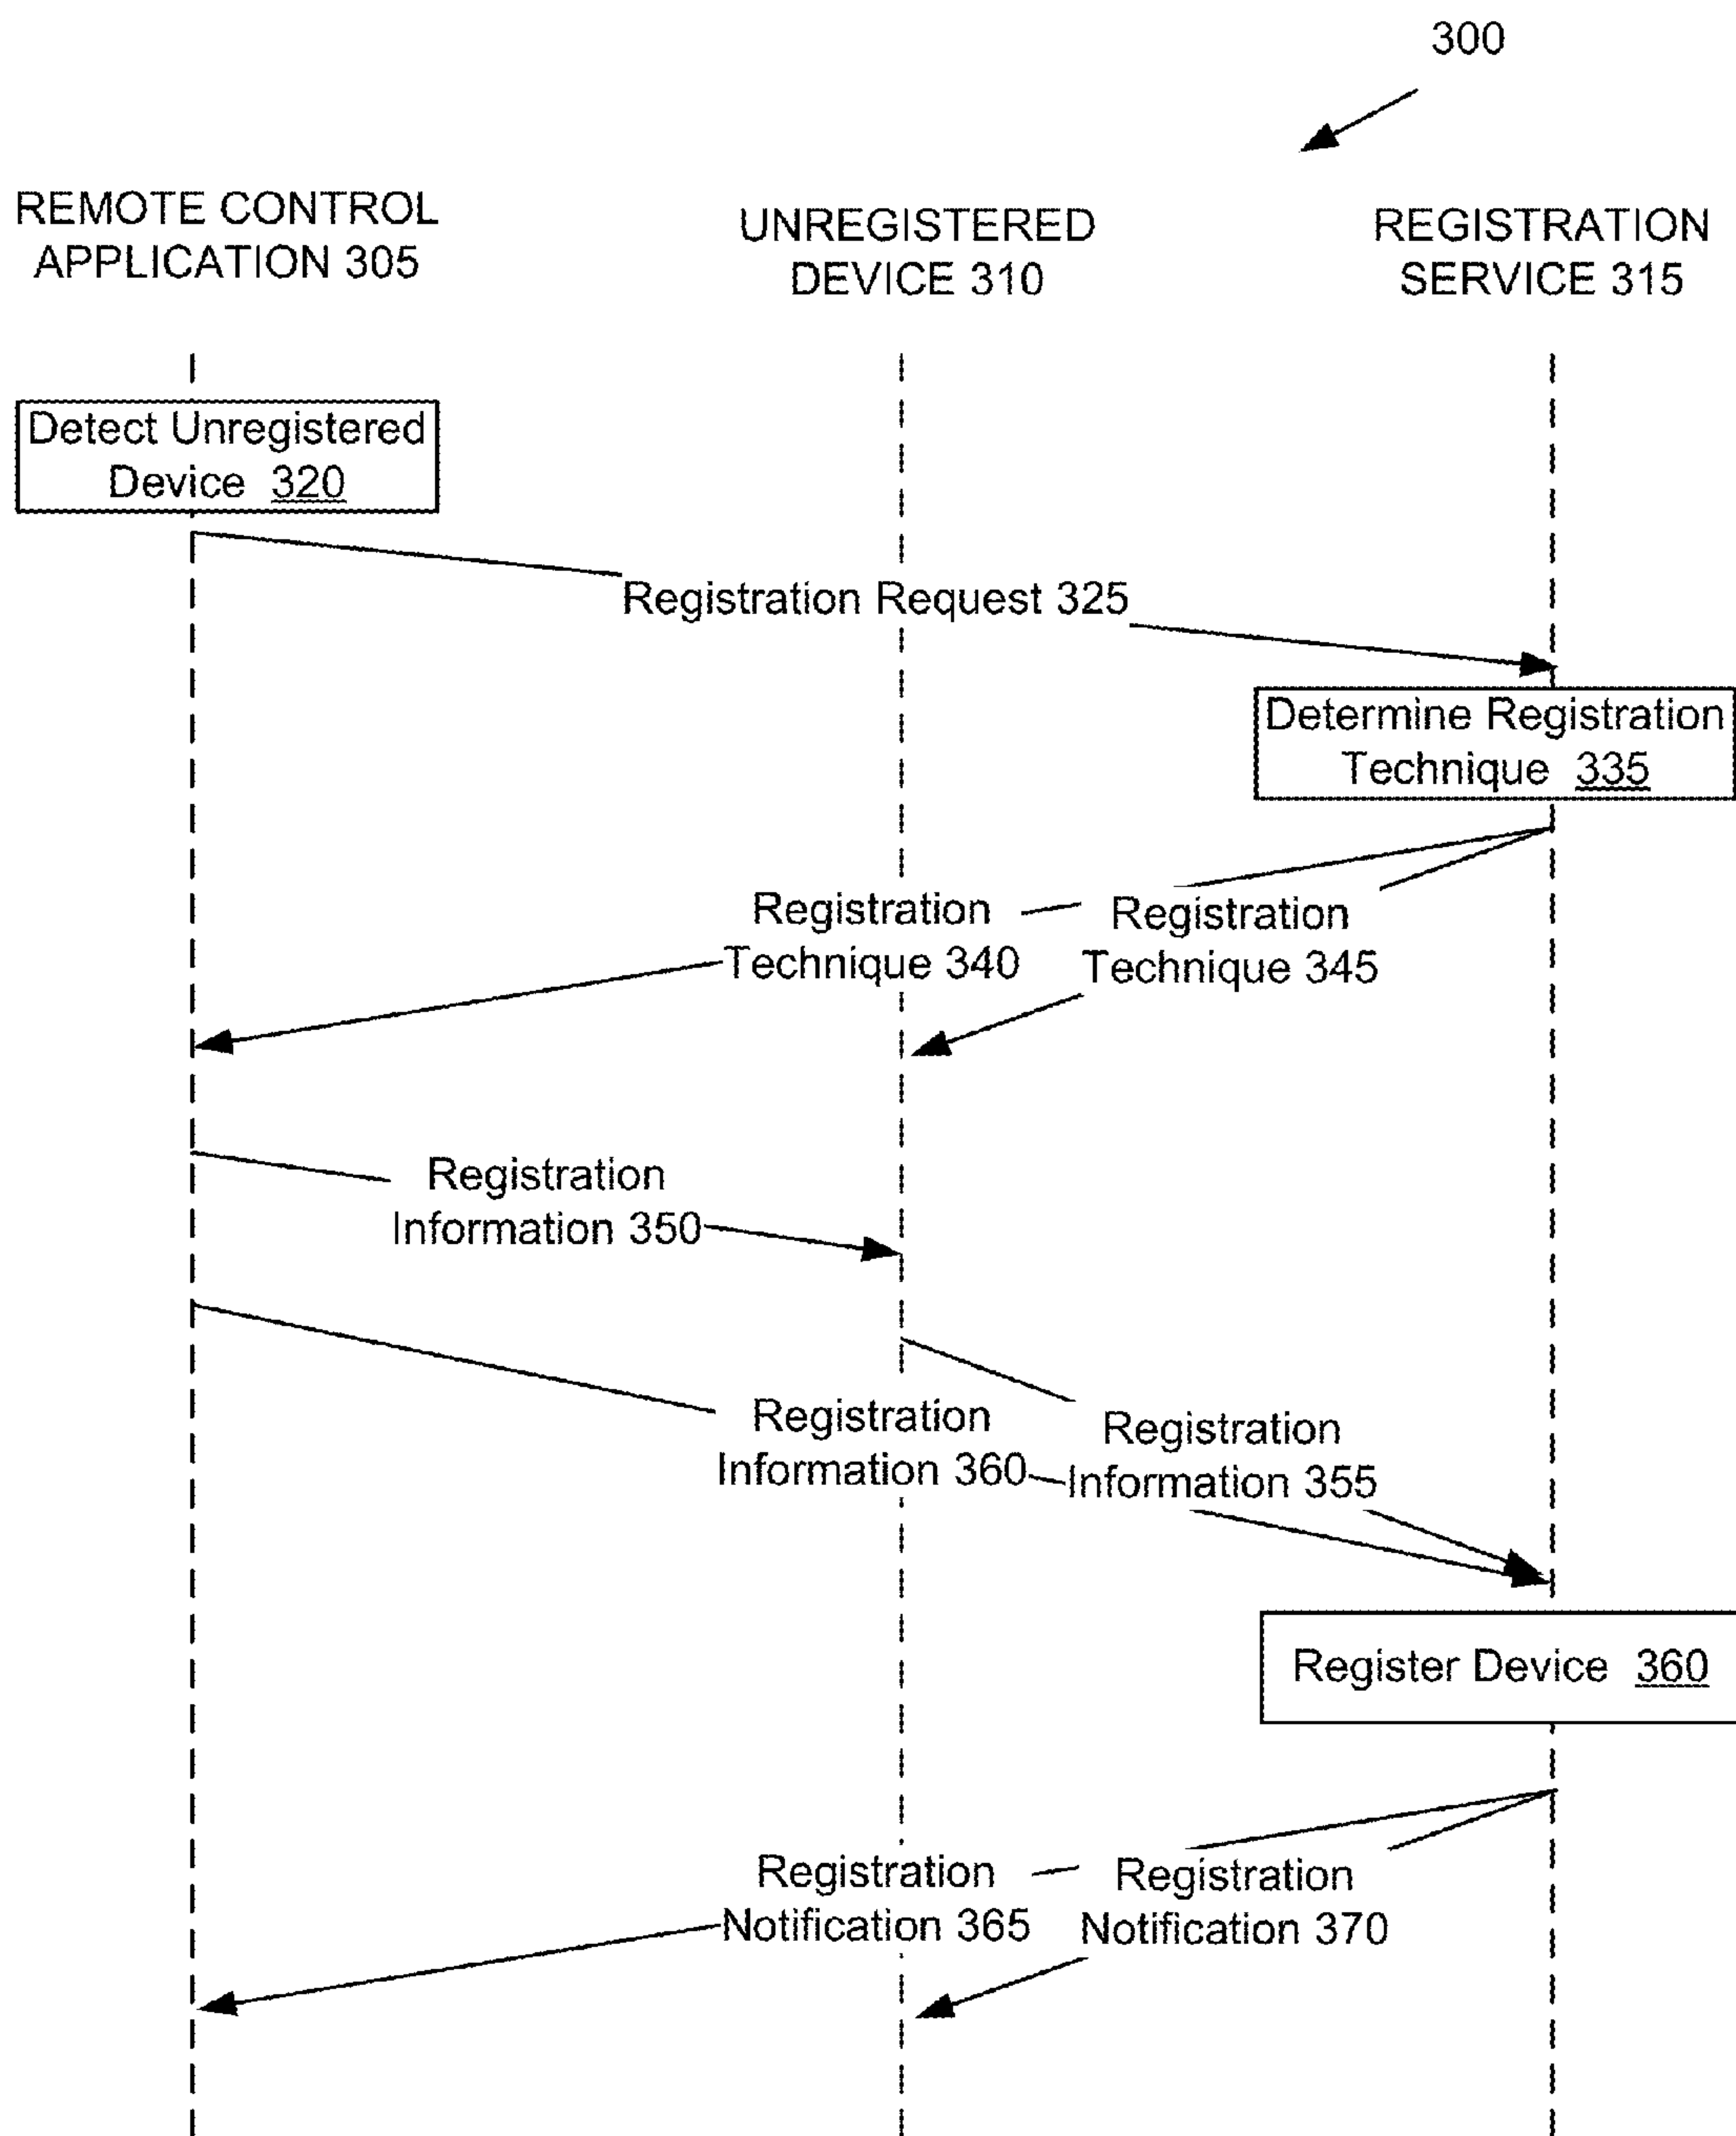 300
REMOTE CONTROL
APPLICATION 305
UNREGISTERED
DEVICE 310
REGISTRATION
SERVICE 315
Detect Unregistered
Device 320
Registration Request 325
Determine Registration
Technique 335
Registration
Technique 340
Registration
Technique 345
Registration
Information 350
Registration
Information 360
Registration
Information 355
Register Device 360
Registration
Notification 365
Registration
Notification 370